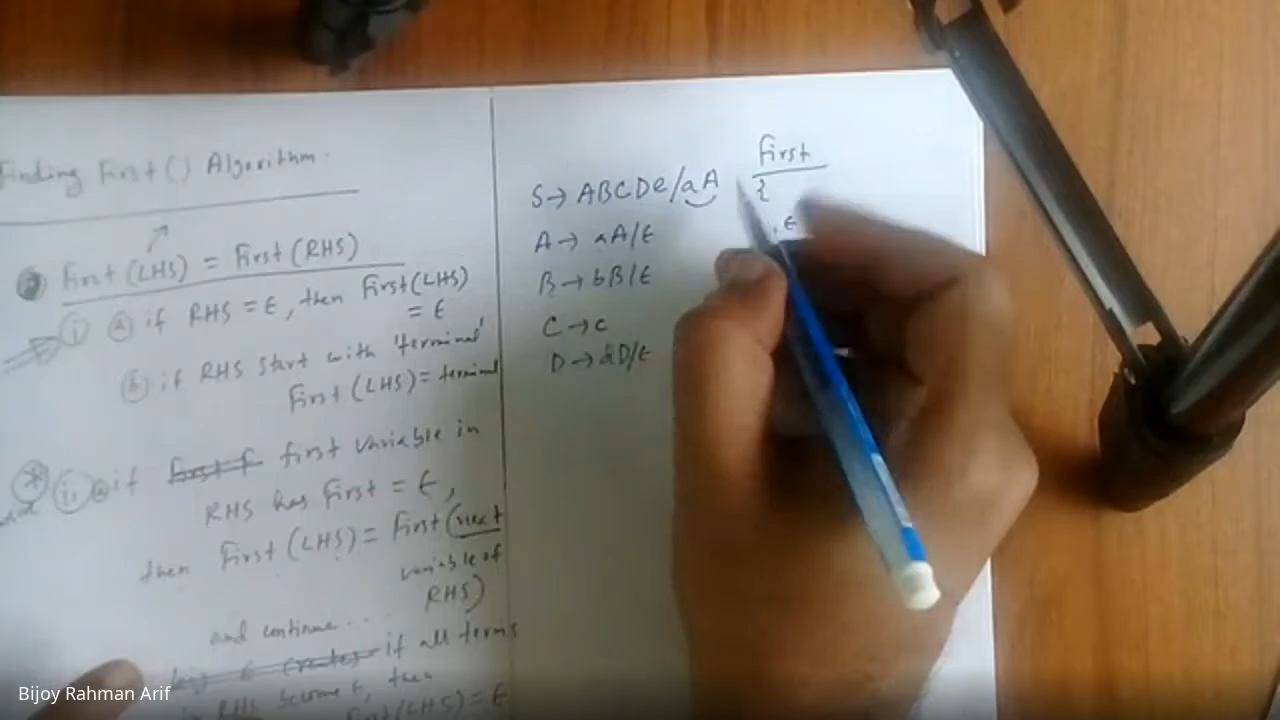 Finding First() Algorithm.
First(LHS) = First(RHS)
i a if RHS = ε, then First(LHS)
= ε
b if RHS start with 'terminal'
First(LHS) = terminal
* ii a if first variable in
RHS has First = ε,
then First(LHS) = First(next
variable of
RHS)
and continue...
if all terms
in RHS become ε, then
First(LHS) = ε
First
S→ ABCDe/aA {
A→ aA/ε , ε
B→ bB/ε
C→ c
D→ dD/ε
Bijoy Rahman Arif